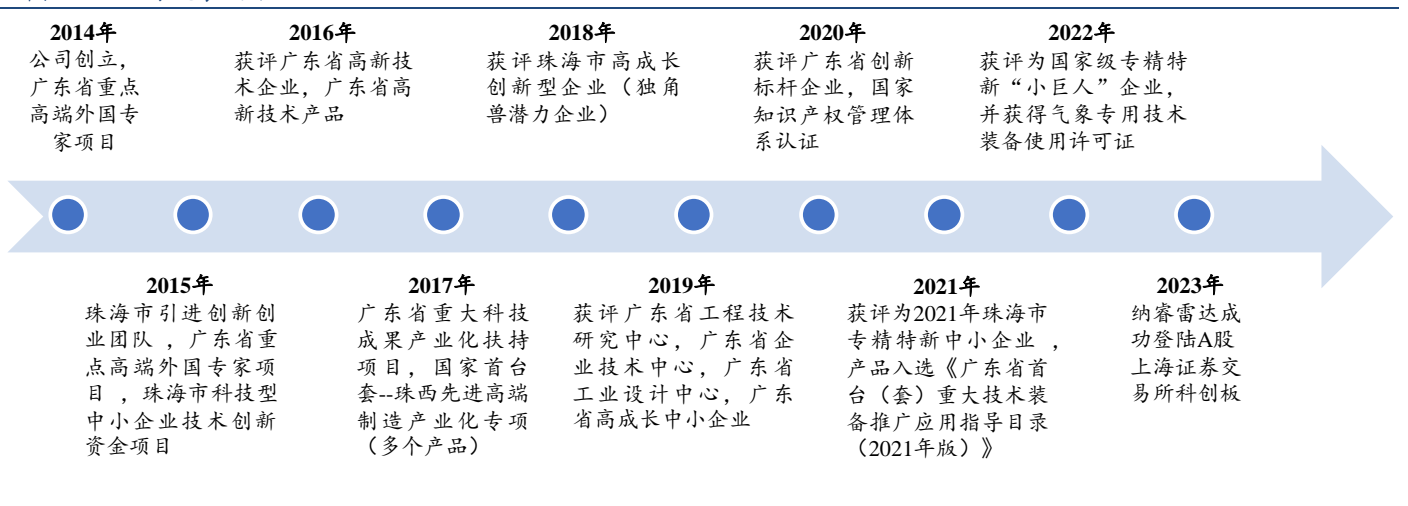 2014年
公司创立，
广东省重点
高端外国专
家项目
2016年
获评广东省高新技
术企业，广东省高
新技术产品
2018年
获评珠海市高成长
创新型企业（独角
兽潜力企业）
2020年
获评广东省创新
标杆企业，国家
知识产权管理体
系认证
2022年
获评为国家级专精特
新“小巨人”企业，
并获得气象专用技术
装备使用许可证
2015年
珠海市引进创新创
业团队 ，广东省重
点高端外国专家项
目 ，珠海市科技型
中小企业技术创新
资金项目
2017年
广东省重大科技
成果产业化扶持
项目，国家首台
套--珠西先进高端
制造产业化专项
（多个产品）
2019年
获评广东省工程技术
研究中心，广东省企
业技术中心，广东省
工业设计中心，广东
省高成长中小企业
2021年
获评为2021年珠海市
专精特新中小企业 ，
产品入选《广东省首
台（套）重大技术装
备推广应用指导目录
（2021年版）》
2023年
纳睿雷达成
功登陆A股
上海证券交
易所科创板